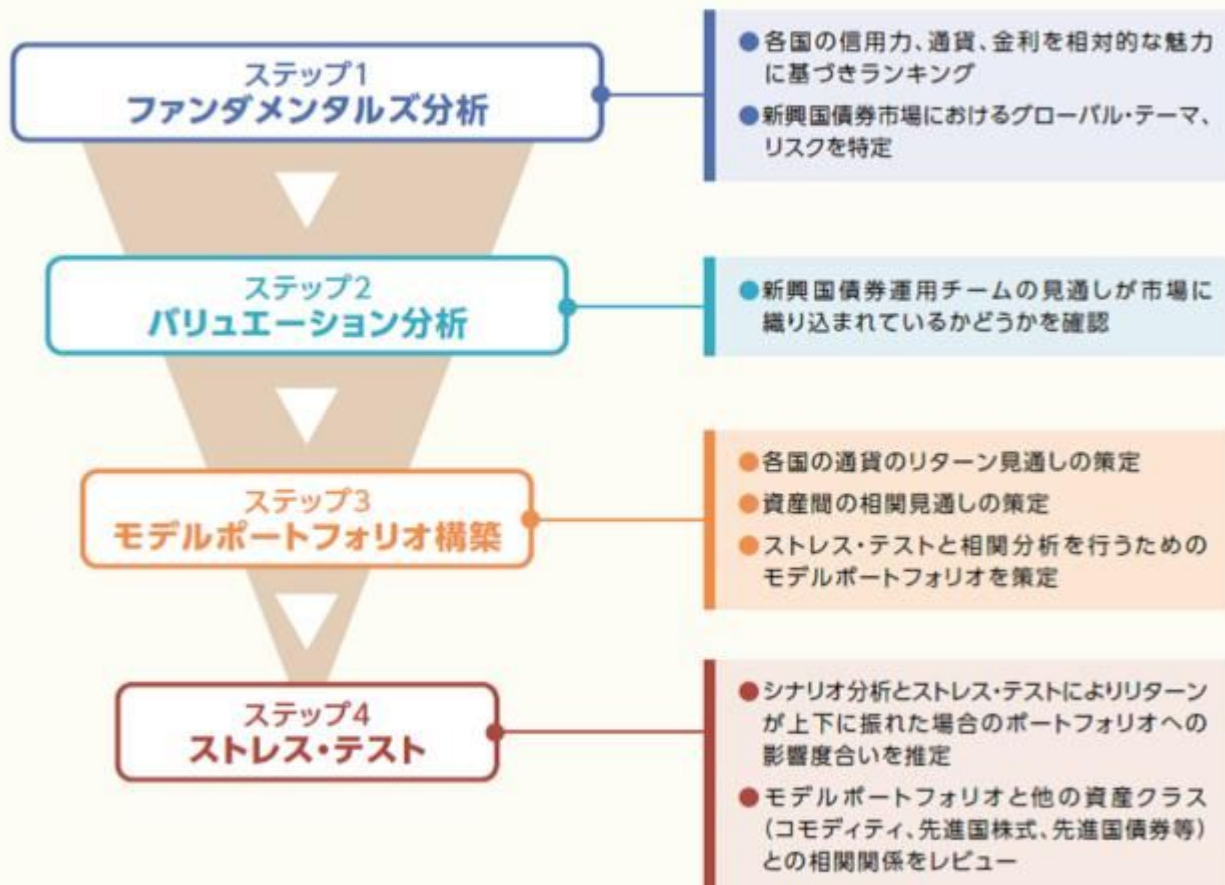 ステップ1
ファンダメンタルズ分析
●各国の信用力、通貨、金利を相対的な魅力
に基づきランキング
●新興国債券市場におけるグローバル・テーマ、
リスクを特定
ステップ2
バリュエーション分析
●新興国債券運用チームの見通しが市場に
織り込まれているかどうかを確認
ステップ3
モデルポートフォリオ構築
●各国の通貨のリターン見通しの策定
●資産間の相関見通しの策定
●ストレス・テストと相関分析を行うための
モデルポートフォリオを策定
ステップ4
ストレス・テスト
●シナリオ分析とストレス・テストによりリターン
が上下に振れた場合のポートフォリオへの
影響度合いを推定
●モデルポートフォリオと他の資産クラス
(コモディティ、先進国株式、先進国債券等)
との相関関係をレビュー